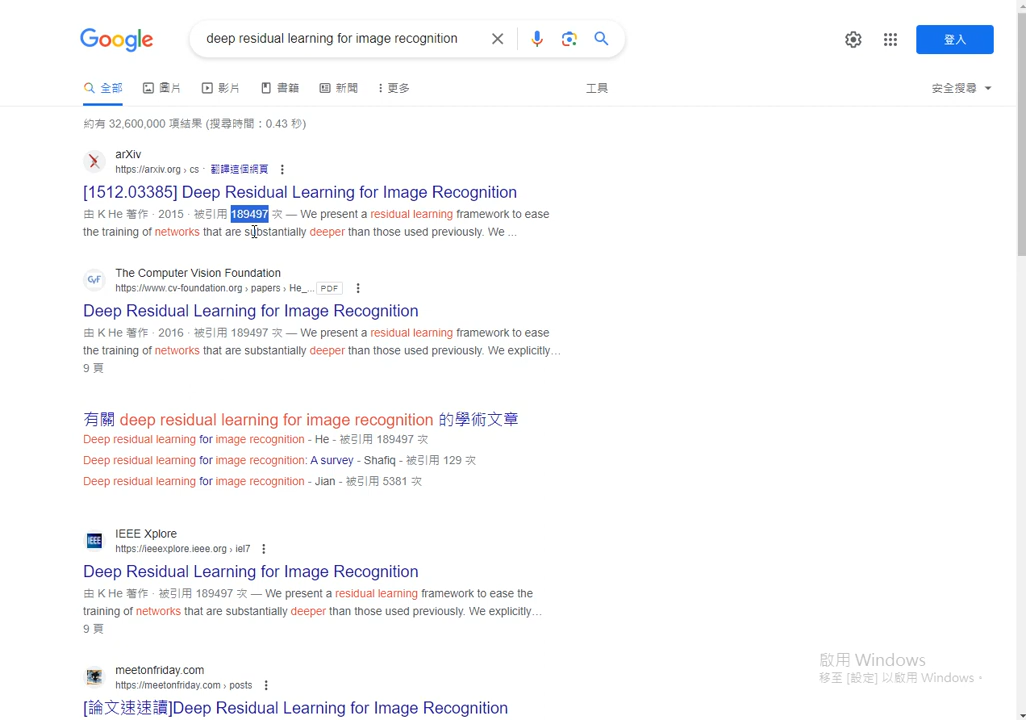 Google
deep residual learning for image recognition
登入
全部 圖片 影片 書籍 新聞 更多 工具 安全搜尋
約有 32,600,000 項結果 (搜尋時間：0.43 秒)
arXiv
https://arxiv.org › cs · 翻譯這個網頁
[1512.03385] Deep Residual Learning for Image Recognition
由 K He 著作 · 2015 · 被引用 189497 次 — We present a residual learning framework to ease
the training of networks that are substantially deeper than those used previously. We ...
CVF
The Computer Vision Foundation
https://www.cv-foundation.org › papers › He_... PDF
Deep Residual Learning for Image Recognition
由 K He 著作 · 2016 · 被引用 189497 次 — We present a residual learning framework to ease
the training of networks that are substantially deeper than those used previously. We explicitly...
9 頁
有關 deep residual learning for image recognition 的學術文章
Deep residual learning for image recognition - He - 被引用 189497 次
Deep residual learning for image recognition: A survey - Shafiq - 被引用 129 次
Deep residual learning for image recognition - Jian - 被引用 5381 次
IEEE
IEEE Xplore
https://ieeexplore.ieee.org › iel7
Deep Residual Learning for Image Recognition
由 K He 著作 · 被引用 189497 次 — We present a residual learning framework to ease the
training of networks that are substantially deeper than those used previously. We explicitly...
9 頁
meetonfriday.com
https://meetonfriday.com › posts
[論文速速讀]Deep Residual Learning for Image Recognition
啟用 Windows
移至 [設定] 以啟用 Windows。